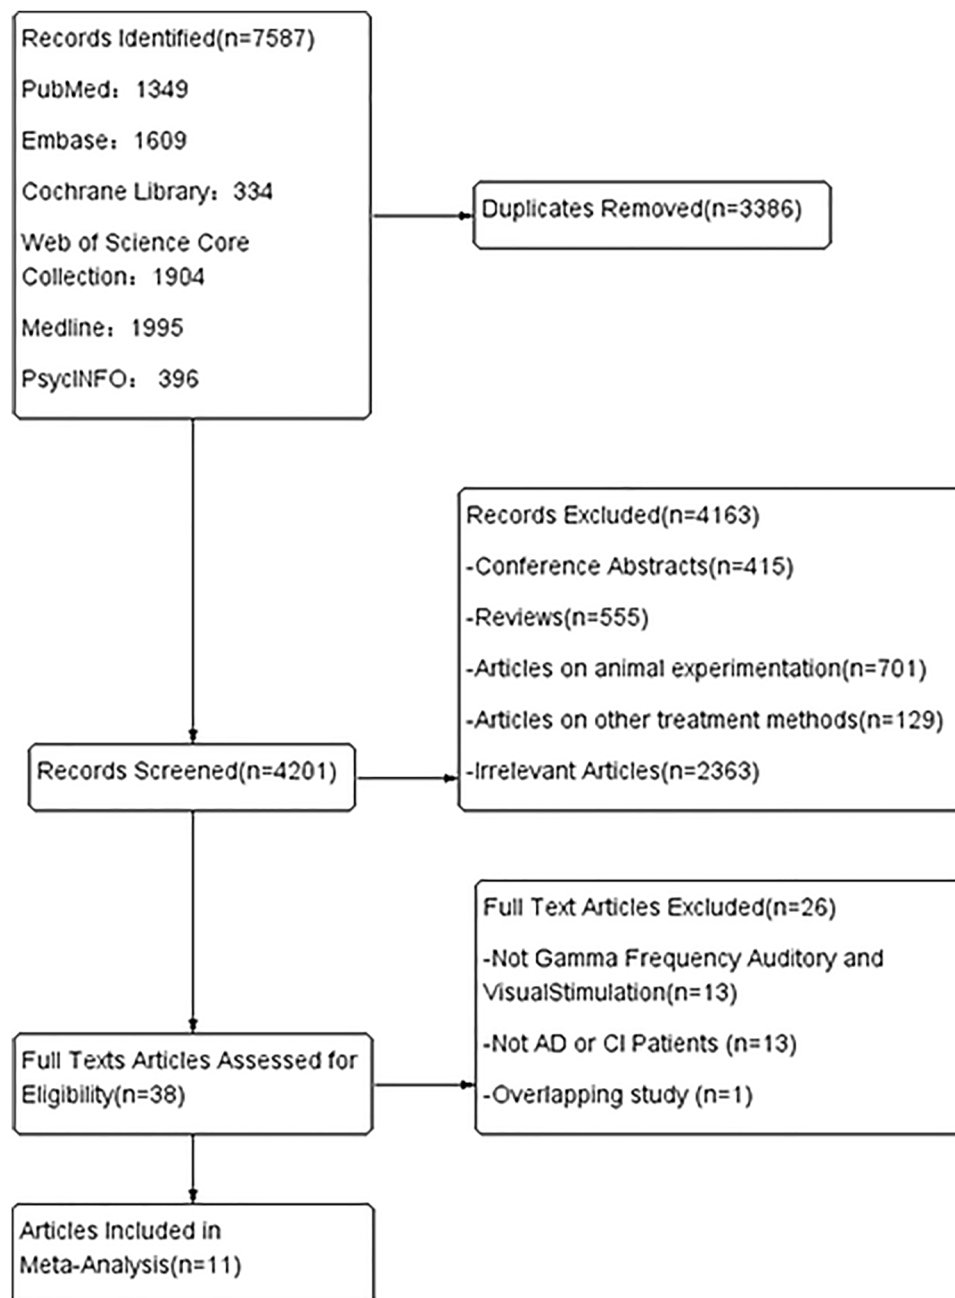 Records Identified(n=7587)
PubMed：1349
Embase：1609
Cochrane Library：334
Web of Science Core
Collection：1904
Medline：1995
PsycINFO： 396
Duplicates Removed(n=3386)
Records Excluded(n=4163)
-Conference Abstracts(n=415)
-Reviews(n=555)
-Articles on animal experimentation(n=701)
-Articles on other treatment methods(n=129)
-Irrelevant Articles(n=2363)
Records Screened(n=4201)
Full Text Articles Excluded(n=26)
-Not Gamma Frequency Auditory and
VisualStimulation(n=13)
-Not AD or CI Patients (n=13)
-Overlapping study (n=1)
Full Texts Articles Assessed for
Eligibility(n=38)
Articles Included in
Meta-Analysis(n=11)